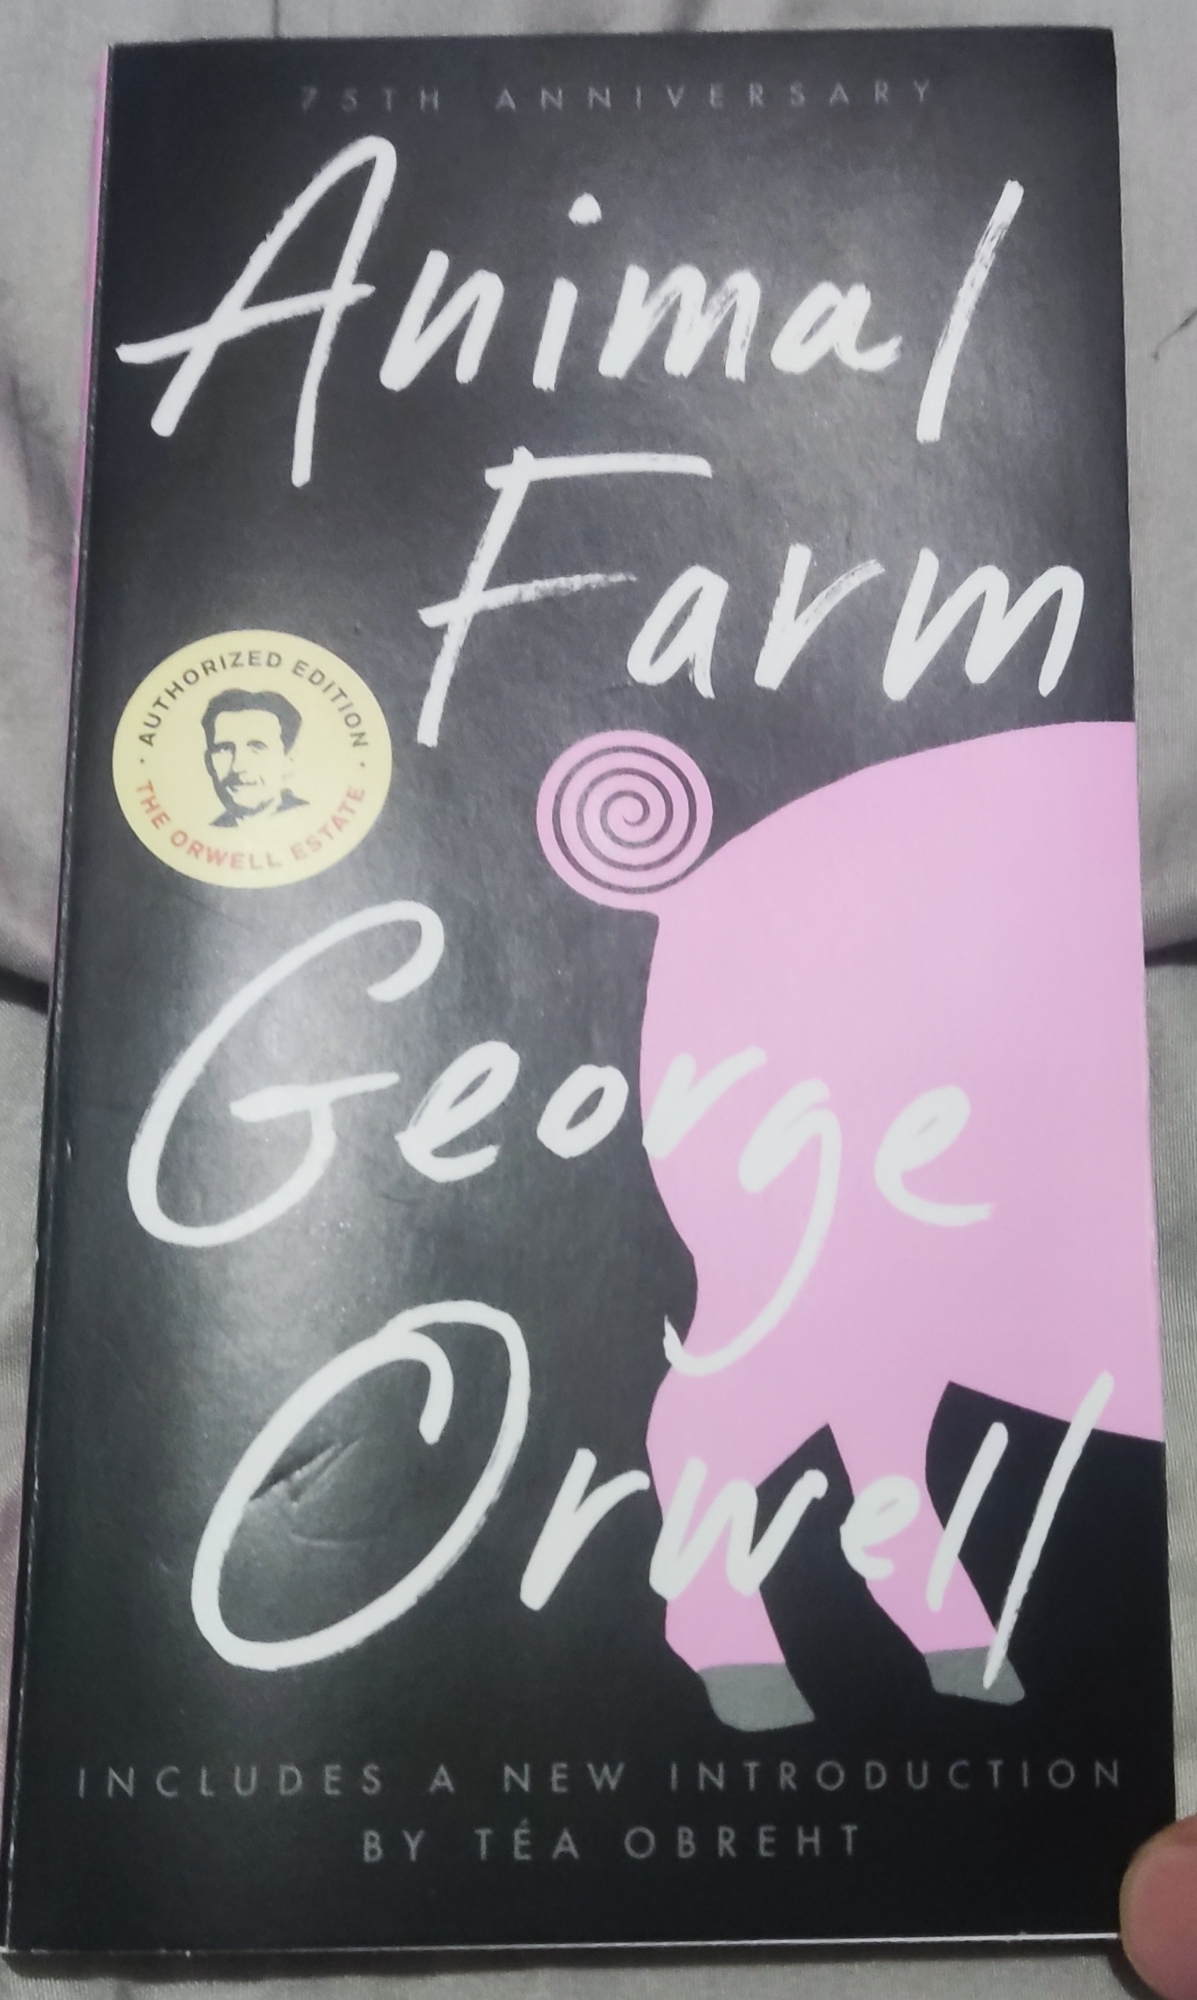 75TH ANNIVERSARY
Animal
Farm
· AUTHORIZED EDITION ·
THE ORWELL ESTATE
George
Orwell
INCLUDES A NEW INTRODUCTION
BY TÉA OBREHT